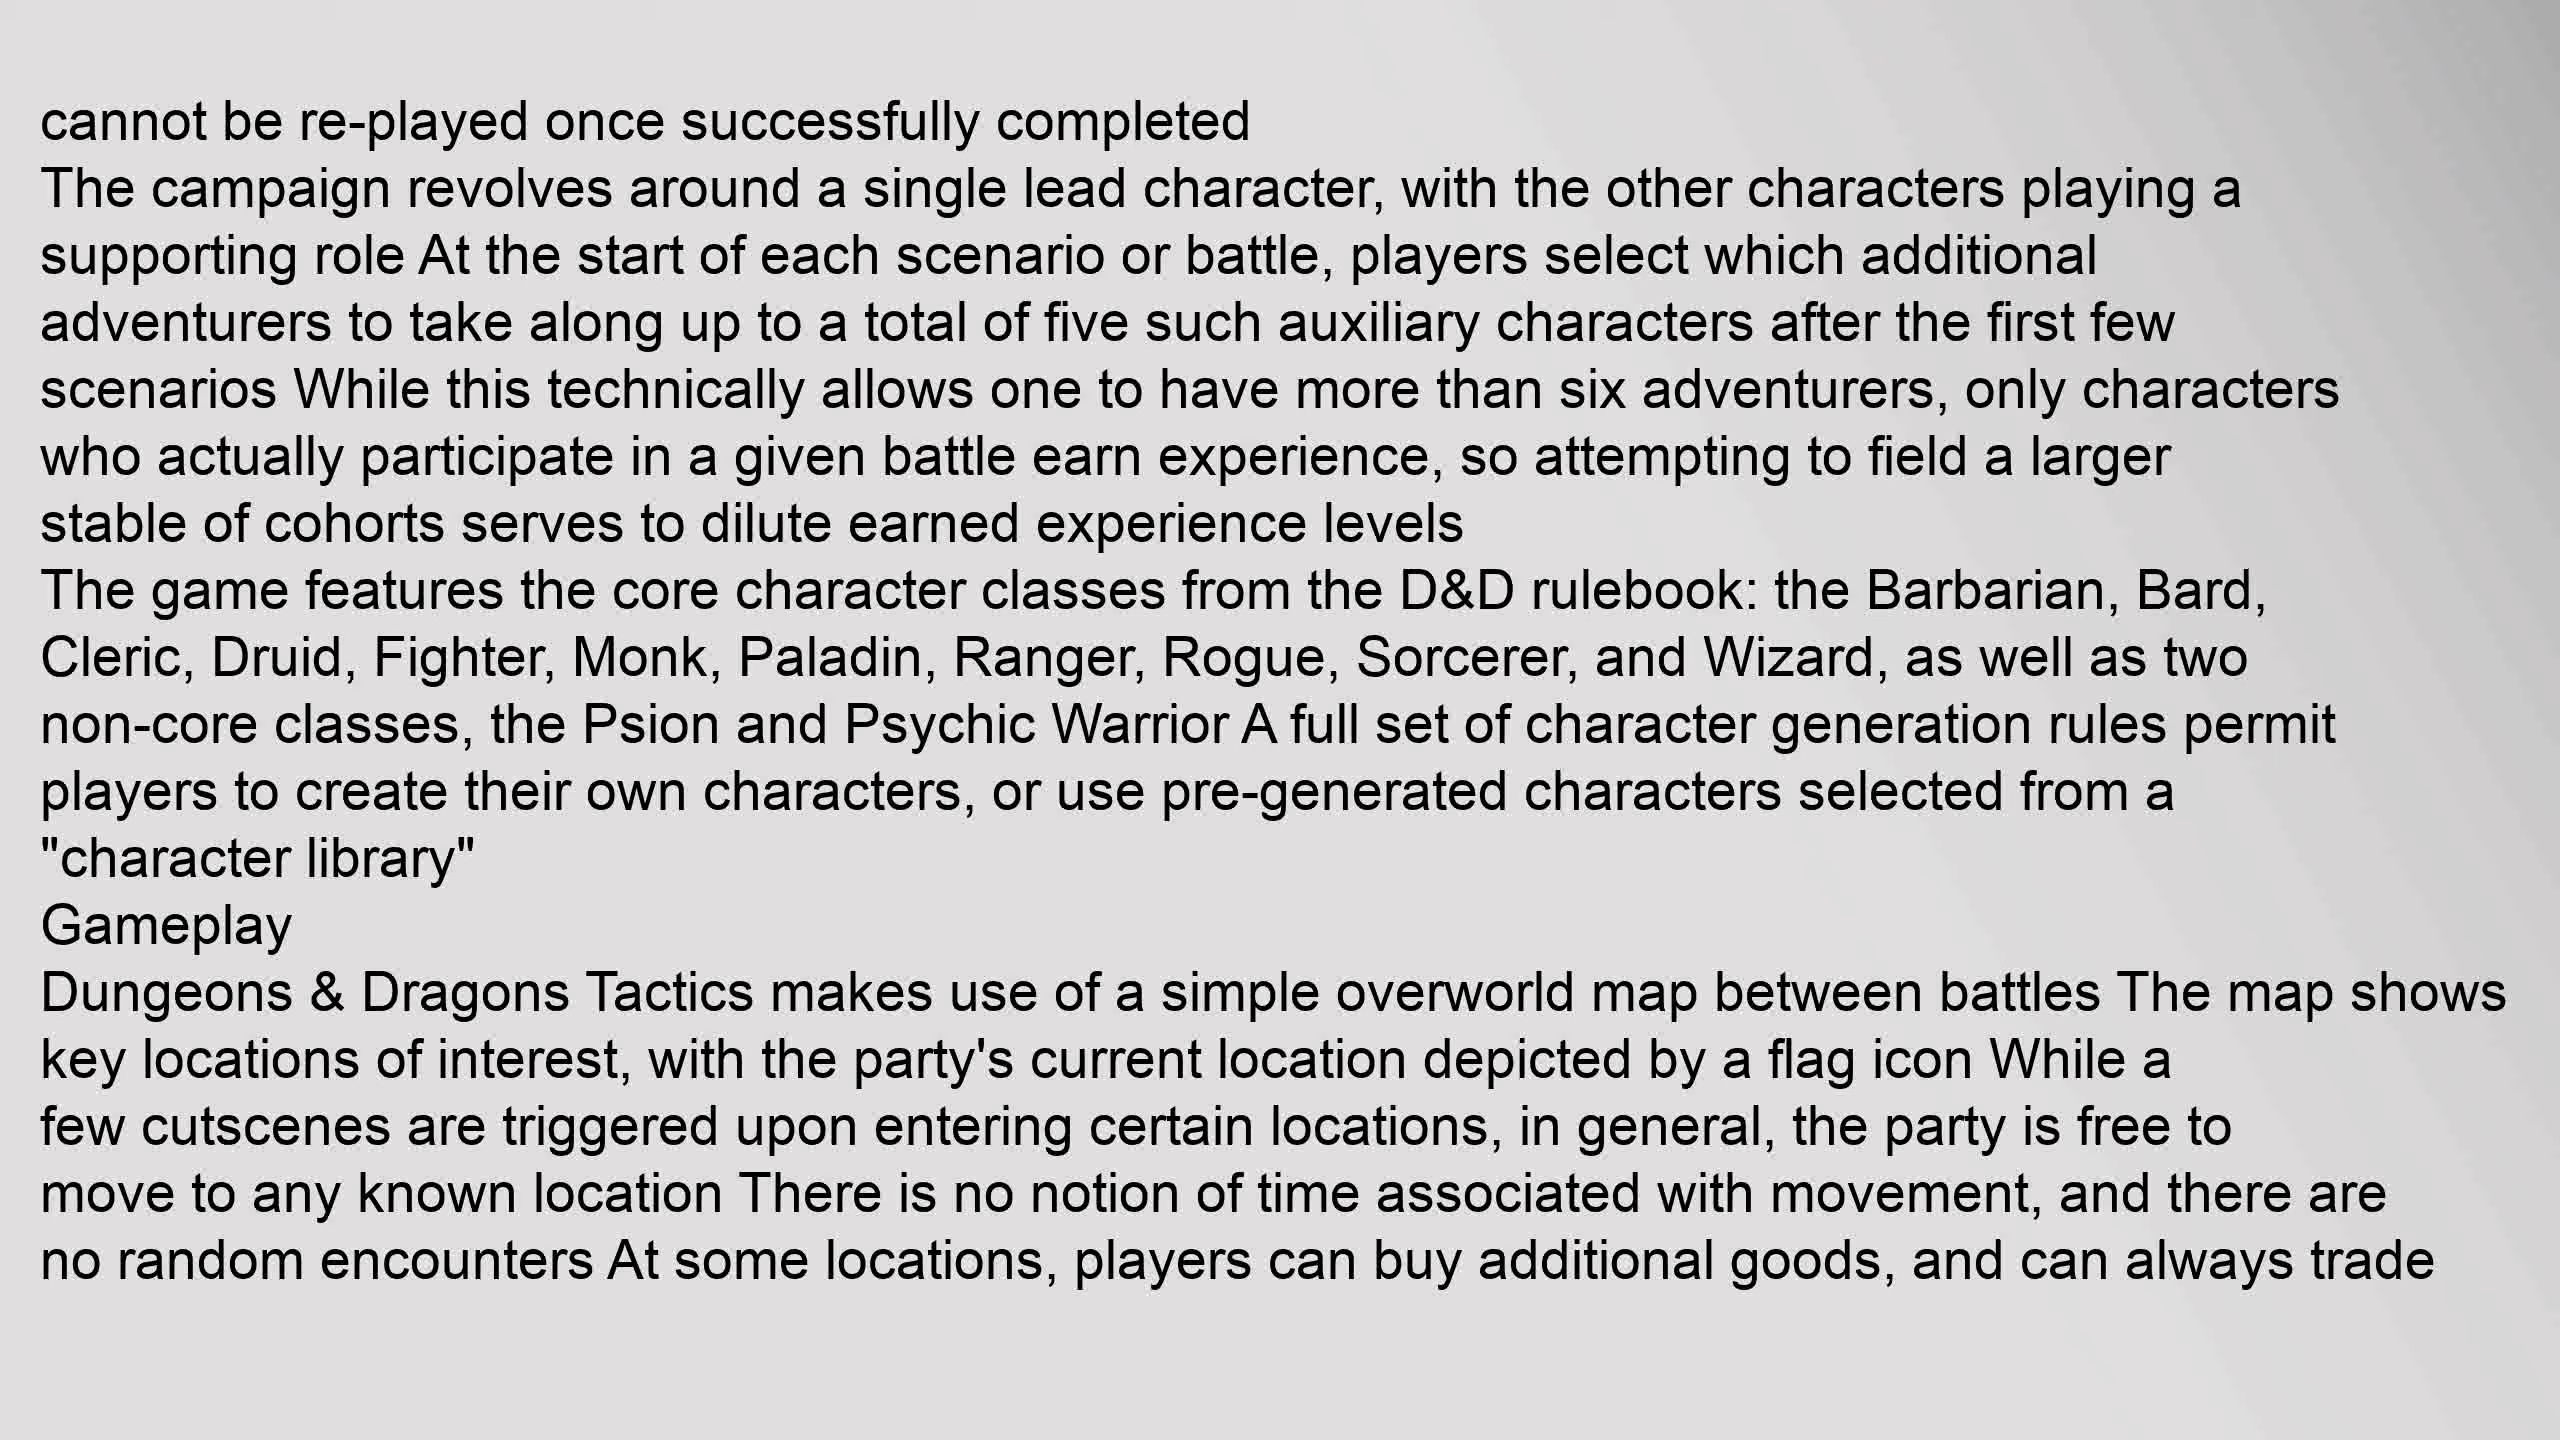 cannot be re-played once successfully completed
The campaign revolves around a single lead character, with the other characters playing a
supporting role At the start of each scenario or battle, players select which additional
adventurers to take along up to a total of five such auxiliary characters after the first few
scenarios While this technically allows one to have more than six adventurers, only characters
who actually participate in a given battle earn experience, so attempting to field a larger
stable of cohorts serves to dilute earned experience levels
The game features the core character classes from the D&D rulebook: the Barbarian, Bard,
Cleric, Druid, Fighter, Monk, Paladin, Ranger, Rogue, Sorcerer, and Wizard, as well as two
non-core classes, the Psion and Psychic Warrior A full set of character generation rules permit
players to create their own characters, or use pre-generated characters selected from a
"character library"
Gameplay
Dungeons & Dragons Tactics makes use of a simple overworld map between battles The map shows
key locations of interest, with the party's current location depicted by a flag icon While a
few cutscenes are triggered upon entering certain locations, in general, the party is free to
move to any known location There is no notion of time associated with movement, and there are
no random encounters At some locations, players can buy additional goods, and can always trade